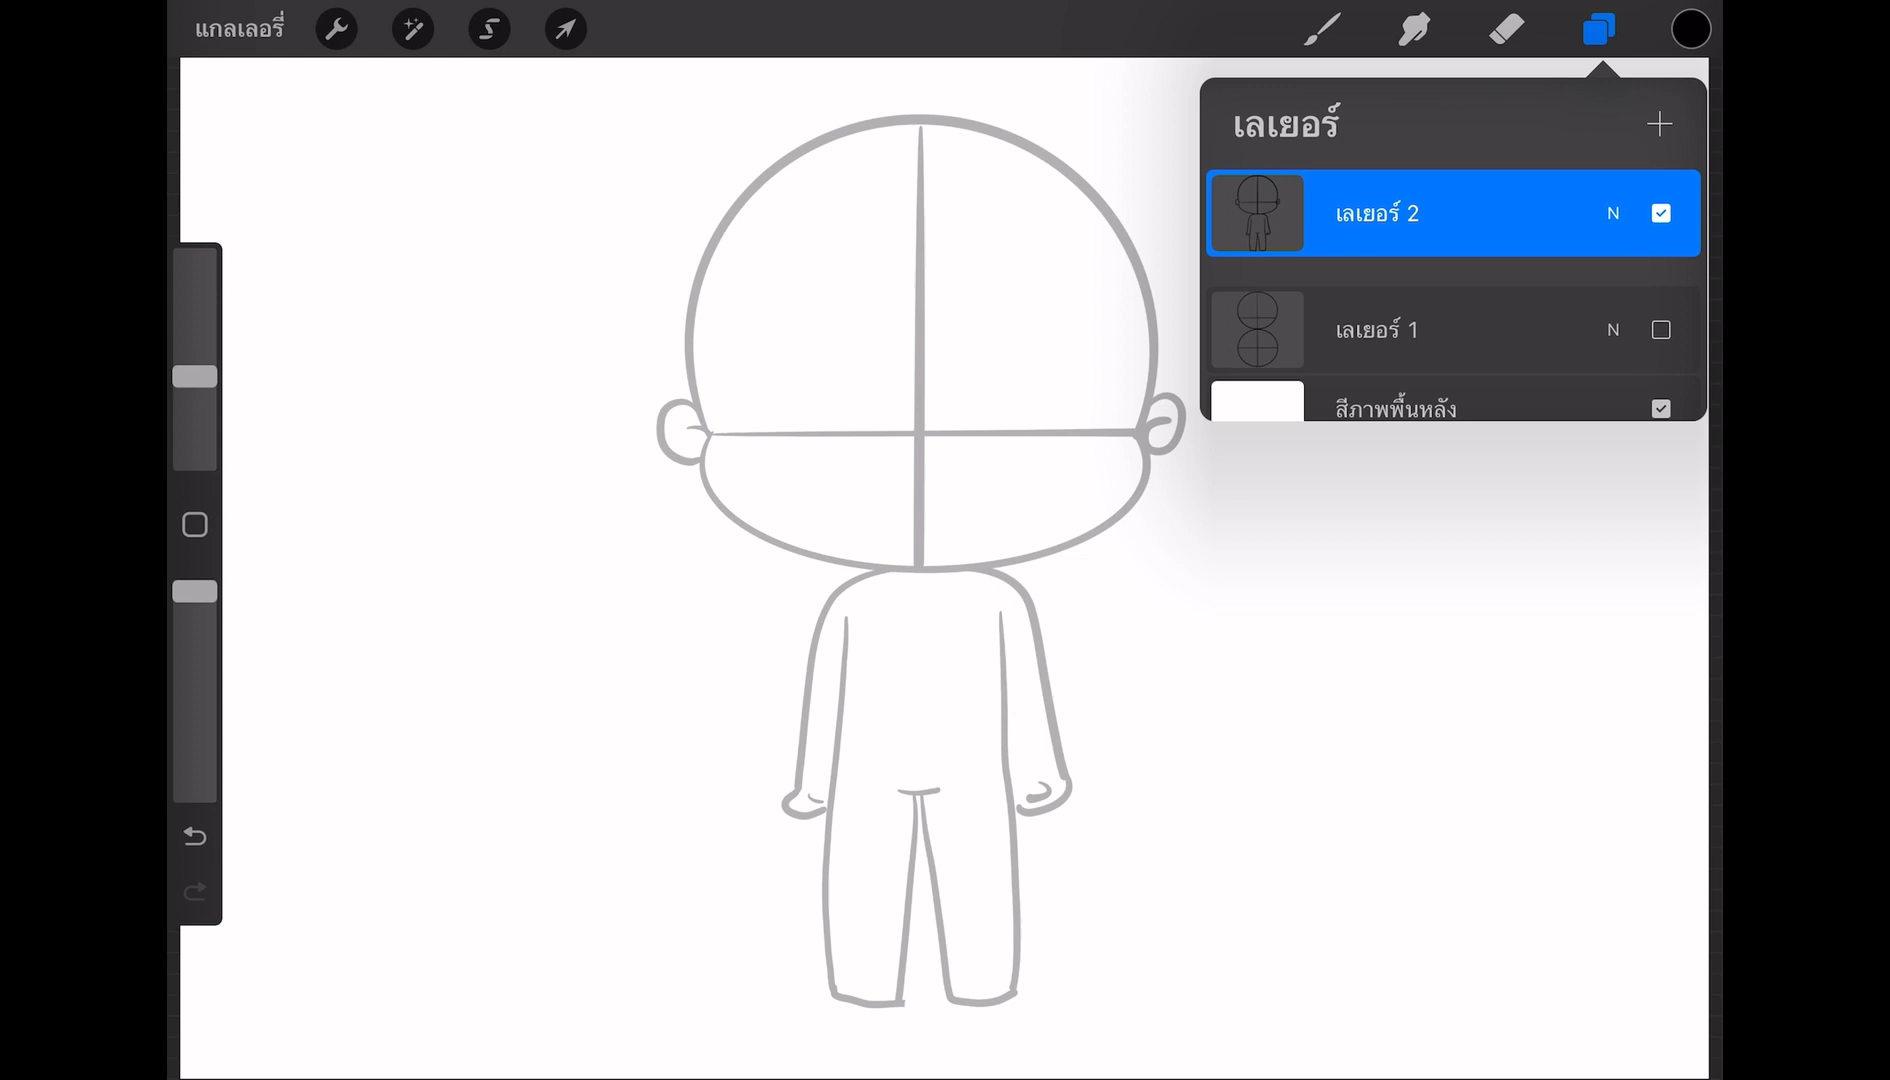 แกลเลอรี่
เลเยอร์
เลเยอร์ 2 N
เลเยอร์ 1 N
สีภาพพื้นหลัง